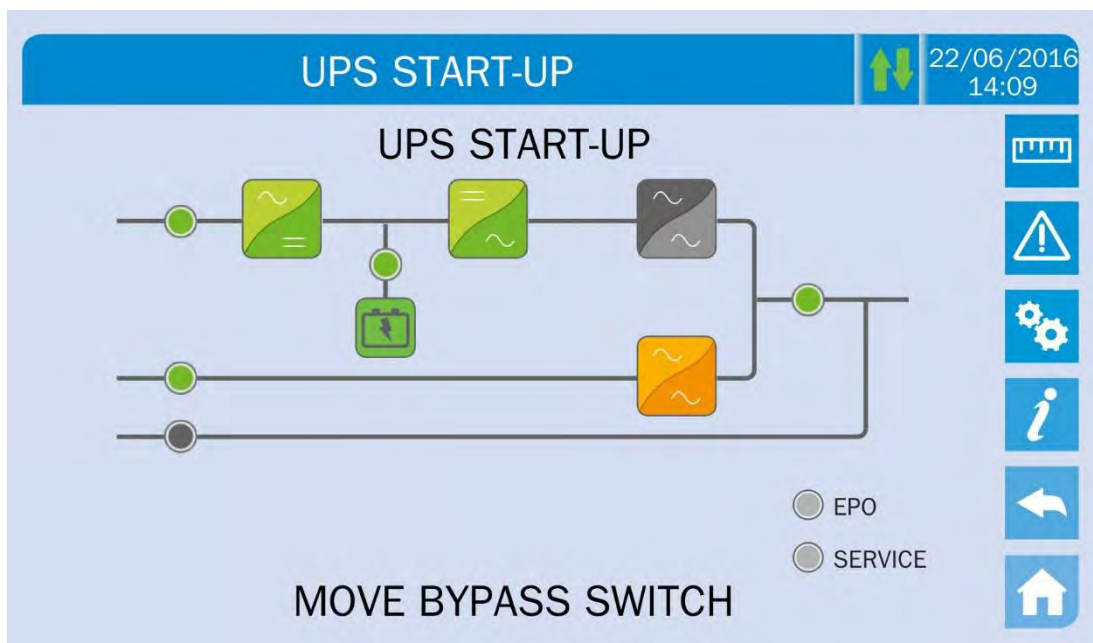 UPS START-UP
22/06/2016
14:09
UPS START-UP
EPO
SERVICE
MOVE BYPASS SWITCH